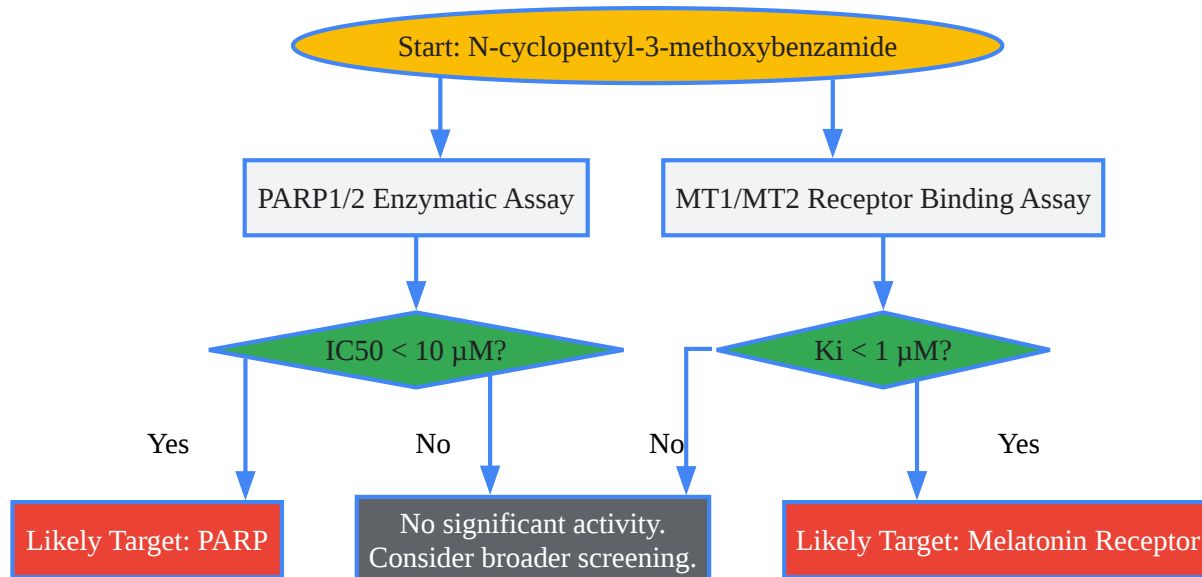 Start: N-cyclopentyl-3-methoxybenzamide
PARP1/2 Enzymatic Assay
MT1/MT2 Receptor Binding Assay
IC50 < 10 µM?
Ki < 1 µM?
Yes
No
No
Yes
Likely Target: PARP
No significant activity.
Consider broader screening.
Likely Target: Melatonin Receptor